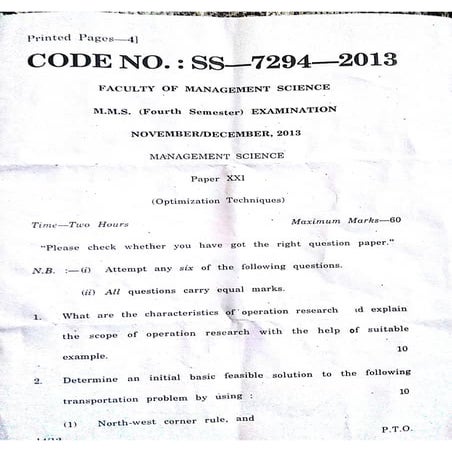 Printed Pages—4]
CODE NO. : SS—7294—2013
FACULTY OF MANAGEMENT SCIENCE
M.M.S. (Fourth Semester) EXAMINATION
NOVEMBER/DECEMBER, 2013
MANAGEMENT SCIENCE
Paper XXI
(Optimization Techniques)
Time—Two Hours Maximum Marks—60
"Please check whether you have got the right question paper."
N.B. :—(i) Attempt any six of the following questions.
(ii) All questions carry equal marks.
1. What are the characteristics of operation research explain
the scope of operation research with the help of suitable
example. 10
2. Determine an initial basic feasible solution to the following
transportation problem by using : 10
(1) North-west corner rule, and
P.T.O.